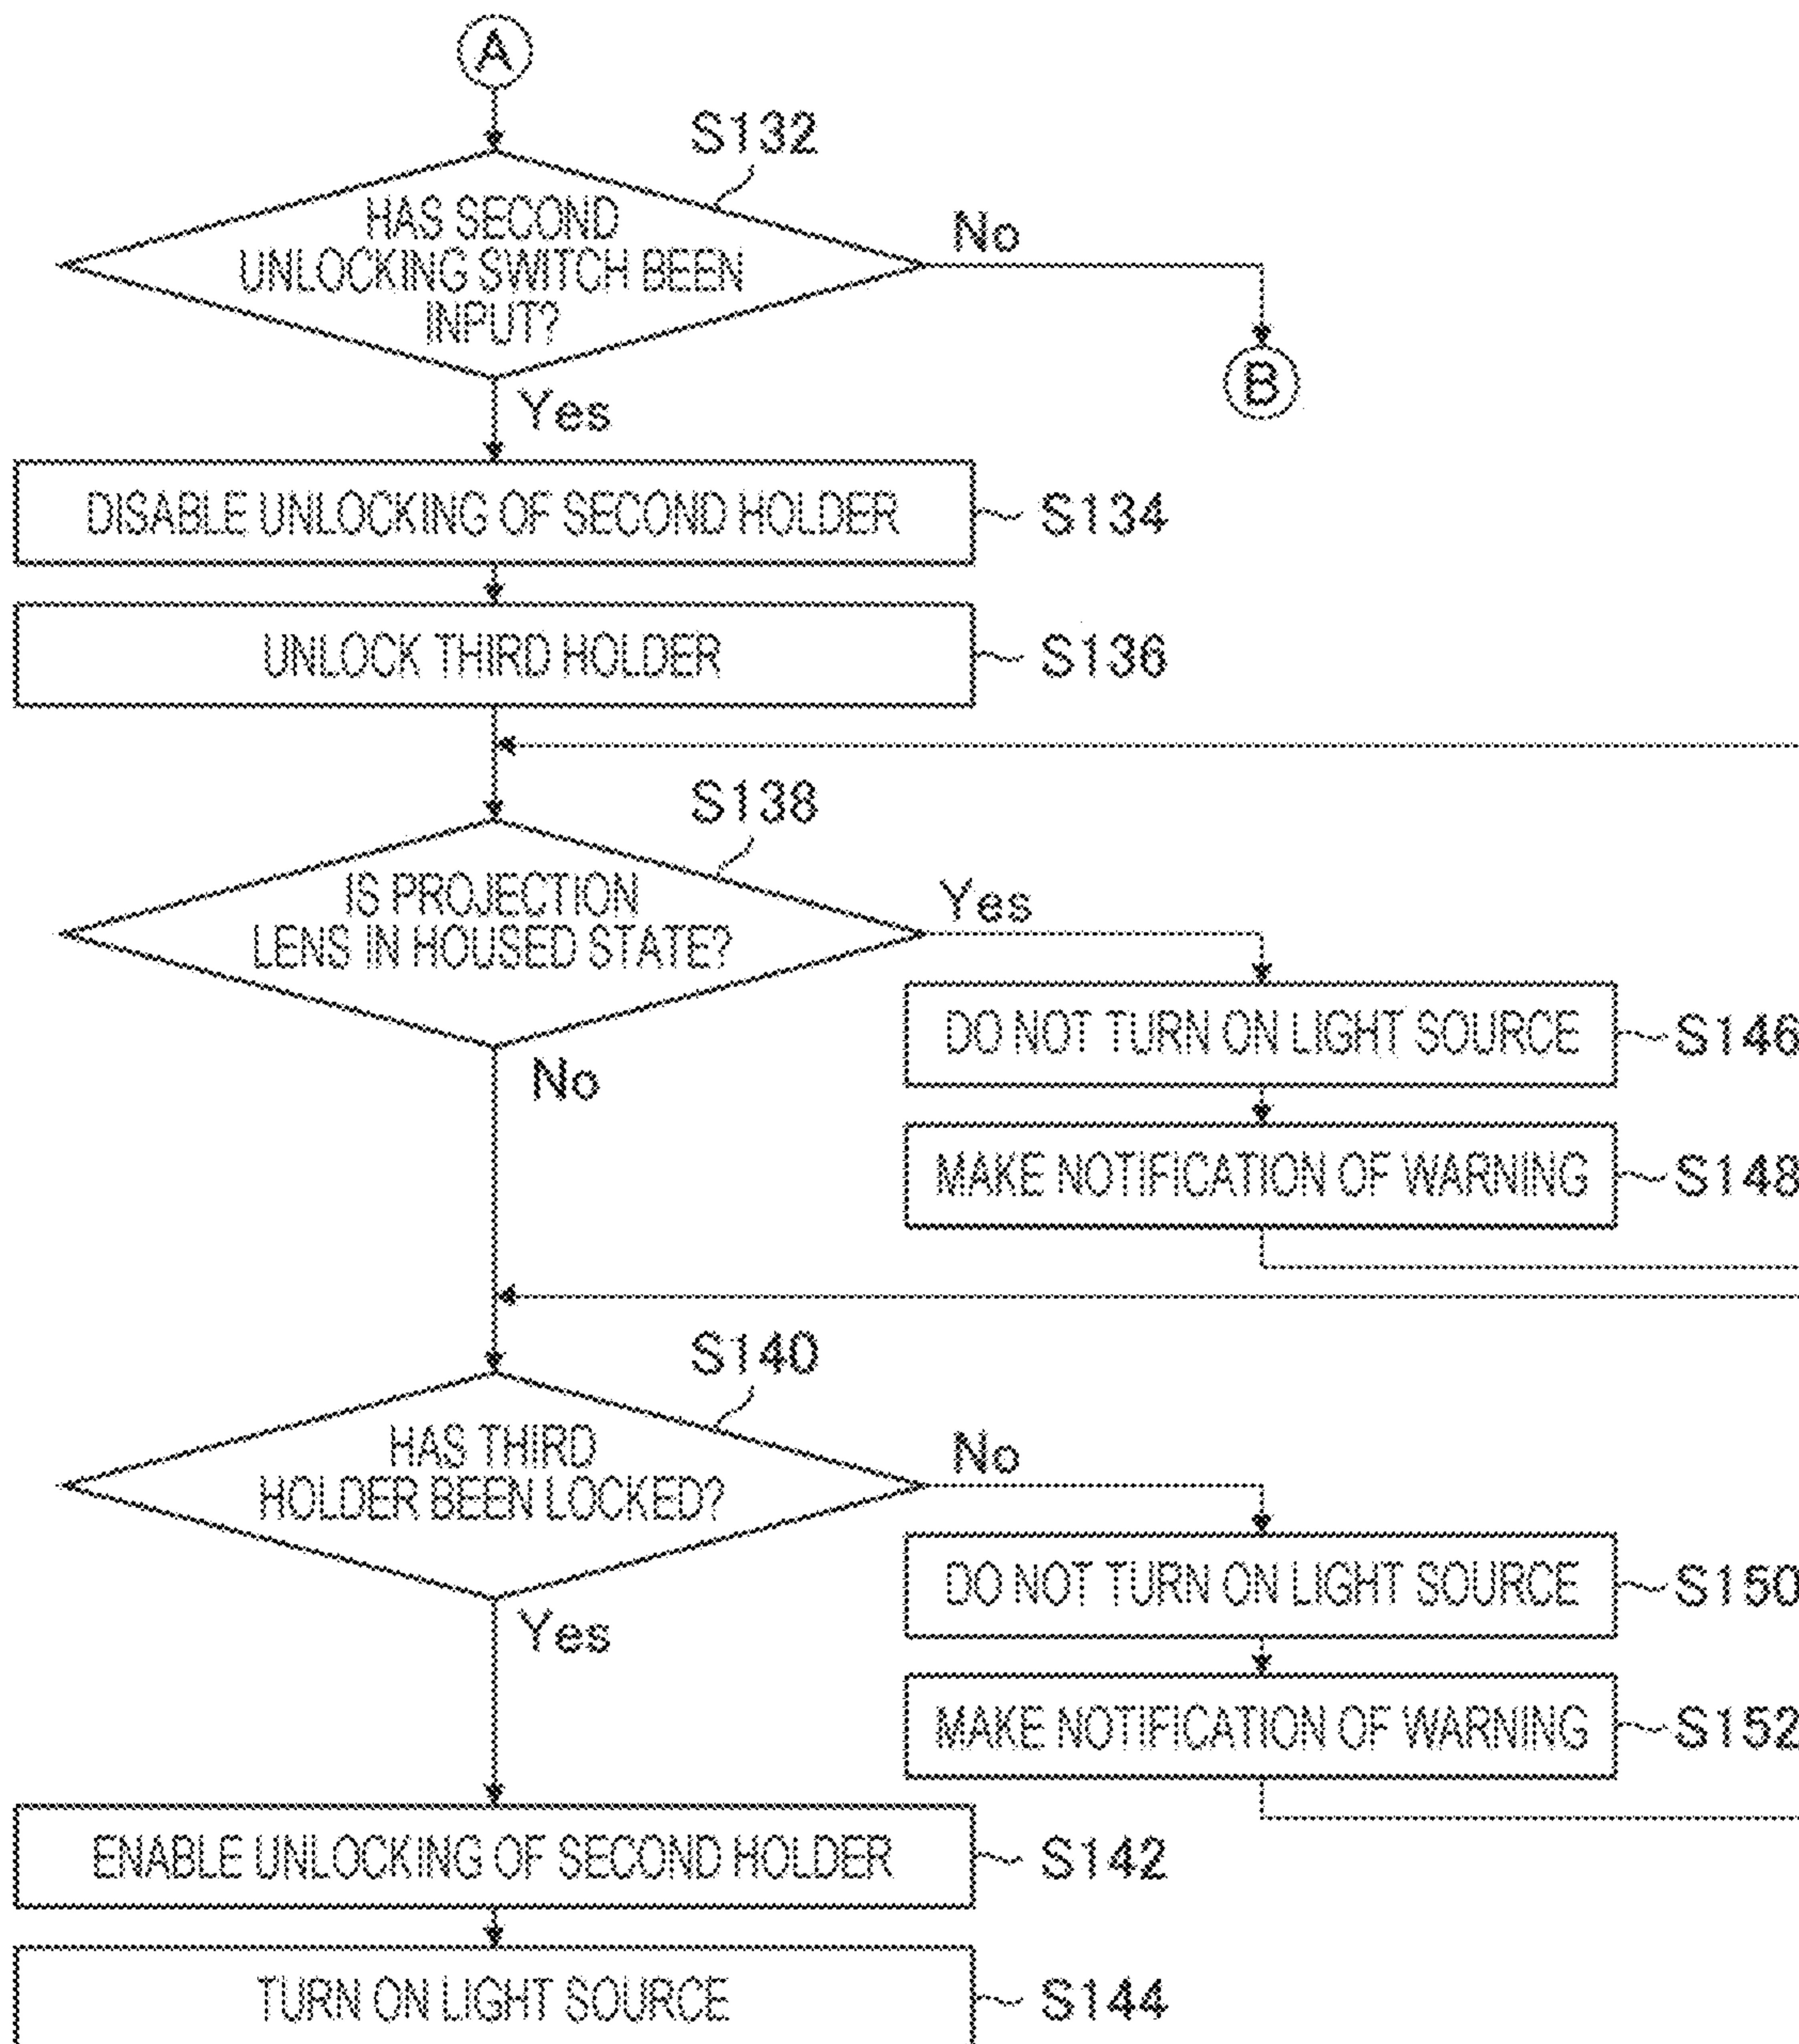 A
S132
HAS SECOND
UNLOCKING SWITCH BEEN
INPUT?
No
B
Yes
DISABLE UNLOCKING OF SECOND HOLDER
S134
UNLOCK THIRD HOLDER
S136
S138
IS PROJECTION
LENS IN HOUSED STATE?
Yes
DO NOT TURN ON LIGHT SOURCE
S146
No
MAKE NOTIFICATION OF WARNING
S148
S140
HAS THIRD
HOLDER BEEN LOCKED?
No
DO NOT TURN ON LIGHT SOURCE
S150
Yes
MAKE NOTIFICATION OF WARNING
S152
ENABLE UNLOCKING OF SECOND HOLDER
S142
TURN ON LIGHT SOURCE
S144